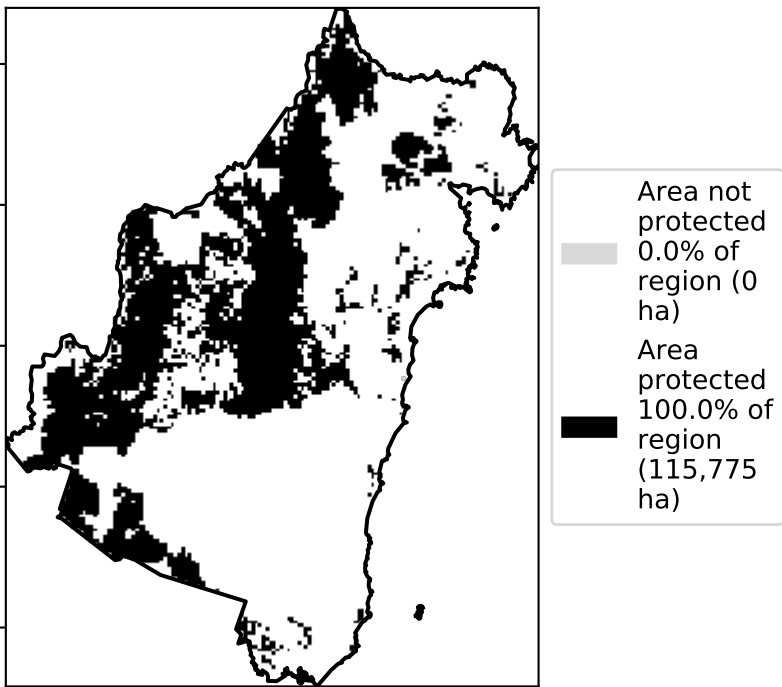 Area not
protected
0.0% of
region (0
ha)
Area
protected
100.0% of
region
(115,775
ha)